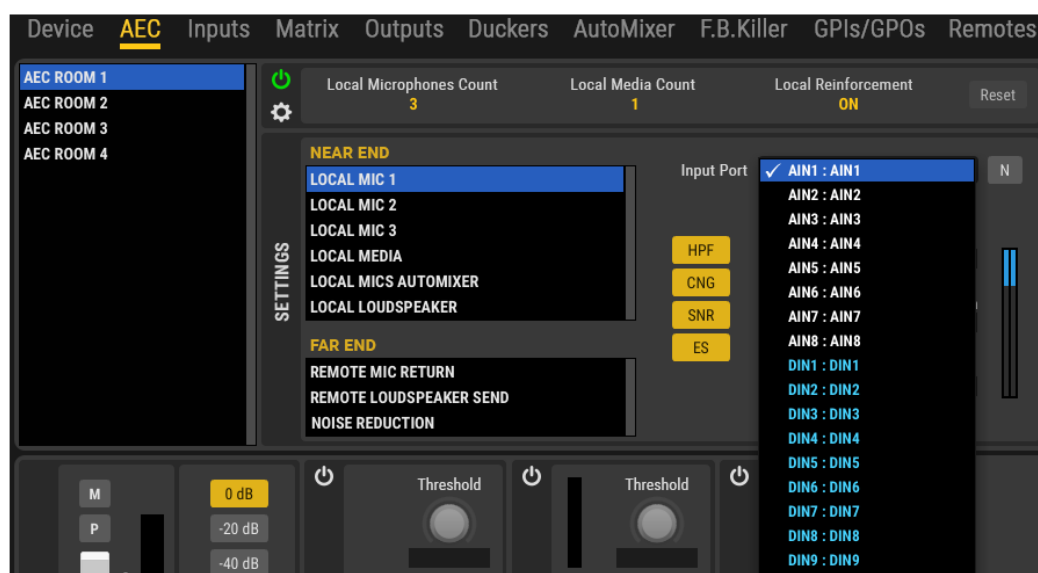 Device AEC Inputs Matrix Outputs Duckers AutoMixer F.B.Killer GPIs/GPOs Remotes
AEC ROOM 1
AEC ROOM 2
AEC ROOM 3
AEC ROOM 4
Local Microphones Count
3
Local Media Count
1
Local Reinforcement
ON
Reset
SETTINGS
NEAR END
LOCAL MIC 1
LOCAL MIC 2
LOCAL MIC 3
LOCAL MEDIA
LOCAL MICS AUTOMIXER
LOCAL LOUDSPEAKER
FAR END
REMOTE MIC RETURN
REMOTE LOUDSPEAKER SEND
NOISE REDUCTION
HPF
CNG
SNR
ES
Input Port
✓ AIN1 : AIN1
AIN2 : AIN2
AIN3 : AIN3
AIN4 : AIN4
AIN5 : AIN5
AIN6 : AIN6
AIN7 : AIN7
AIN8 : AIN8
DIN1 : DIN1
DIN2 : DIN2
DIN3 : DIN3
DIN4 : DIN4
DIN5 : DIN5
DIN6 : DIN6
DIN7 : DIN7
DIN8 : DIN8
DIN9 : DIN9
N
M
P
0 dB
-20 dB
-40 dB
Threshold
Threshold